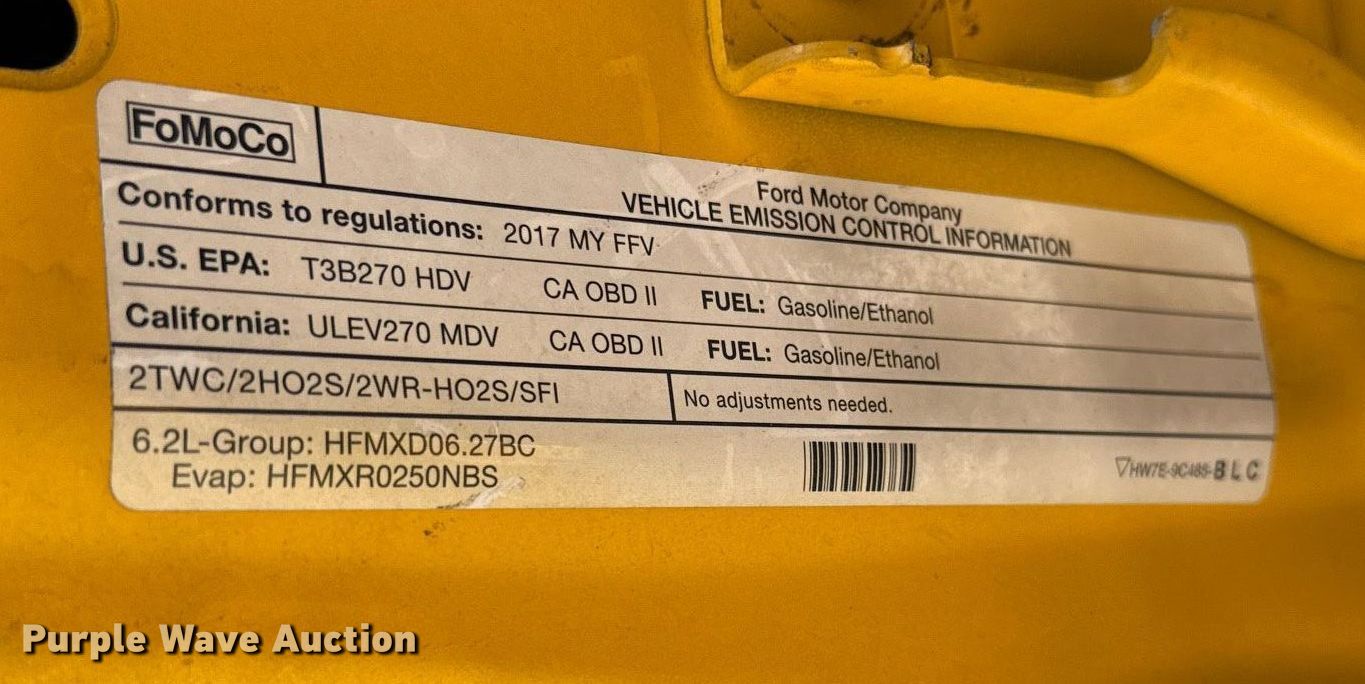 FoMoCo
Ford Motor Company
VEHICLE EMISSION CONTROL INFORMATION
Conforms to regulations: 2017 MY FFV
U.S. EPA: T3B270 HDV CA OBD II FUEL: Gasoline/Ethanol
California: ULEV270 MDV CA OBD II FUEL: Gasoline/Ethanol
2TWC/2HO2S/2WR-HO2S/SFI No adjustments needed.
6.2L-Group: HFMXD06.27BC
Evap: HFMXR0250NBS
HW7E-9C485-BLC
Purple Wave Auction